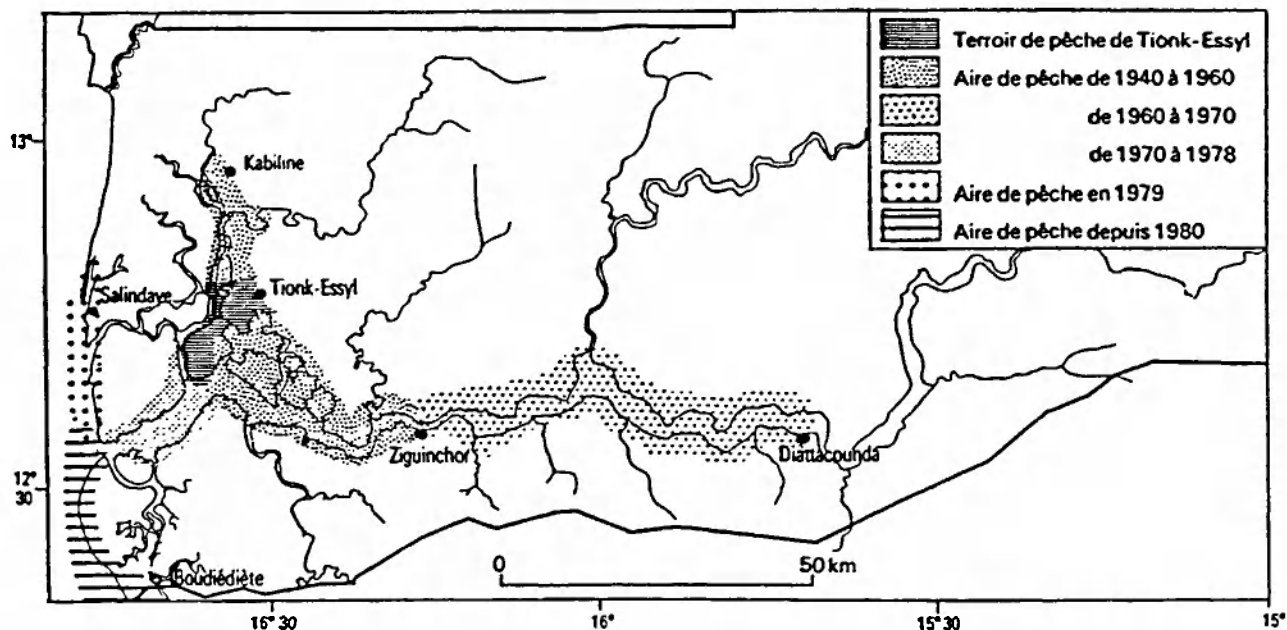 Terroir de pêche de Tionk-Essyl
Aire de pêche de 1940 à 1960
de 1960 à 1970
de 1970 à 1978
Aire de pêche en 1979
Aire de pêche depuis 1980
13°
Kabiline
Tionk-Essyl
Salindaye
Ziguinchor
Diattacounda
12°
30
0
50 km
Boudiédiète
16° 30
16°
15° 30
15°